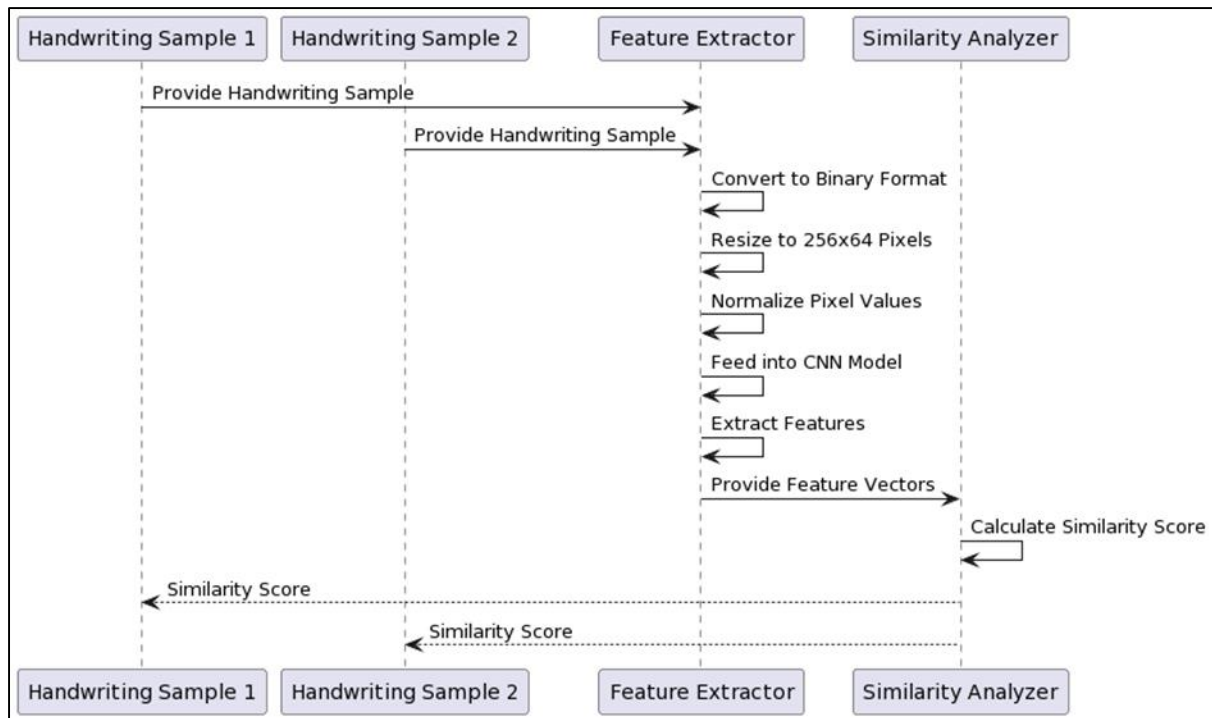 Handwriting Sample 1 Handwriting Sample 2 Feature Extractor Similarity Analyzer
Provide Handwriting Sample
Provide Handwriting Sample
Convert to Binary Format
Resize to 256x64 Pixels
Normalize Pixel Values
Feed into CNN Model
Extract Features
Provide Feature Vectors
Calculate Similarity Score
Similarity Score
Similarity Score
Handwriting Sample 1 Handwriting Sample 2 Feature Extractor Similarity Analyzer